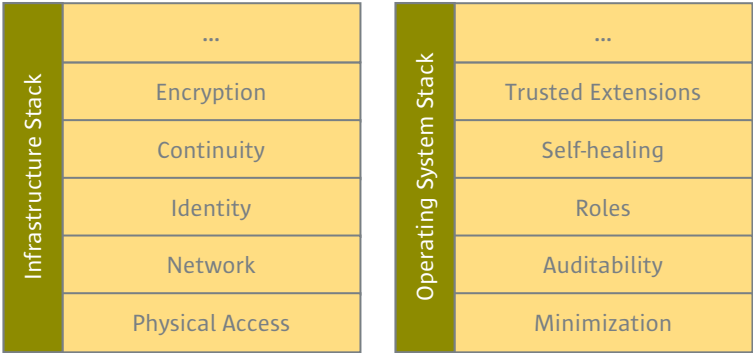 Infrastructure Stack
...
Encryption
Continuity
Identity
Network
Physical Access
Operating System Stack
...
Trusted Extensions
Self-healing
Roles
Auditability
Minimization